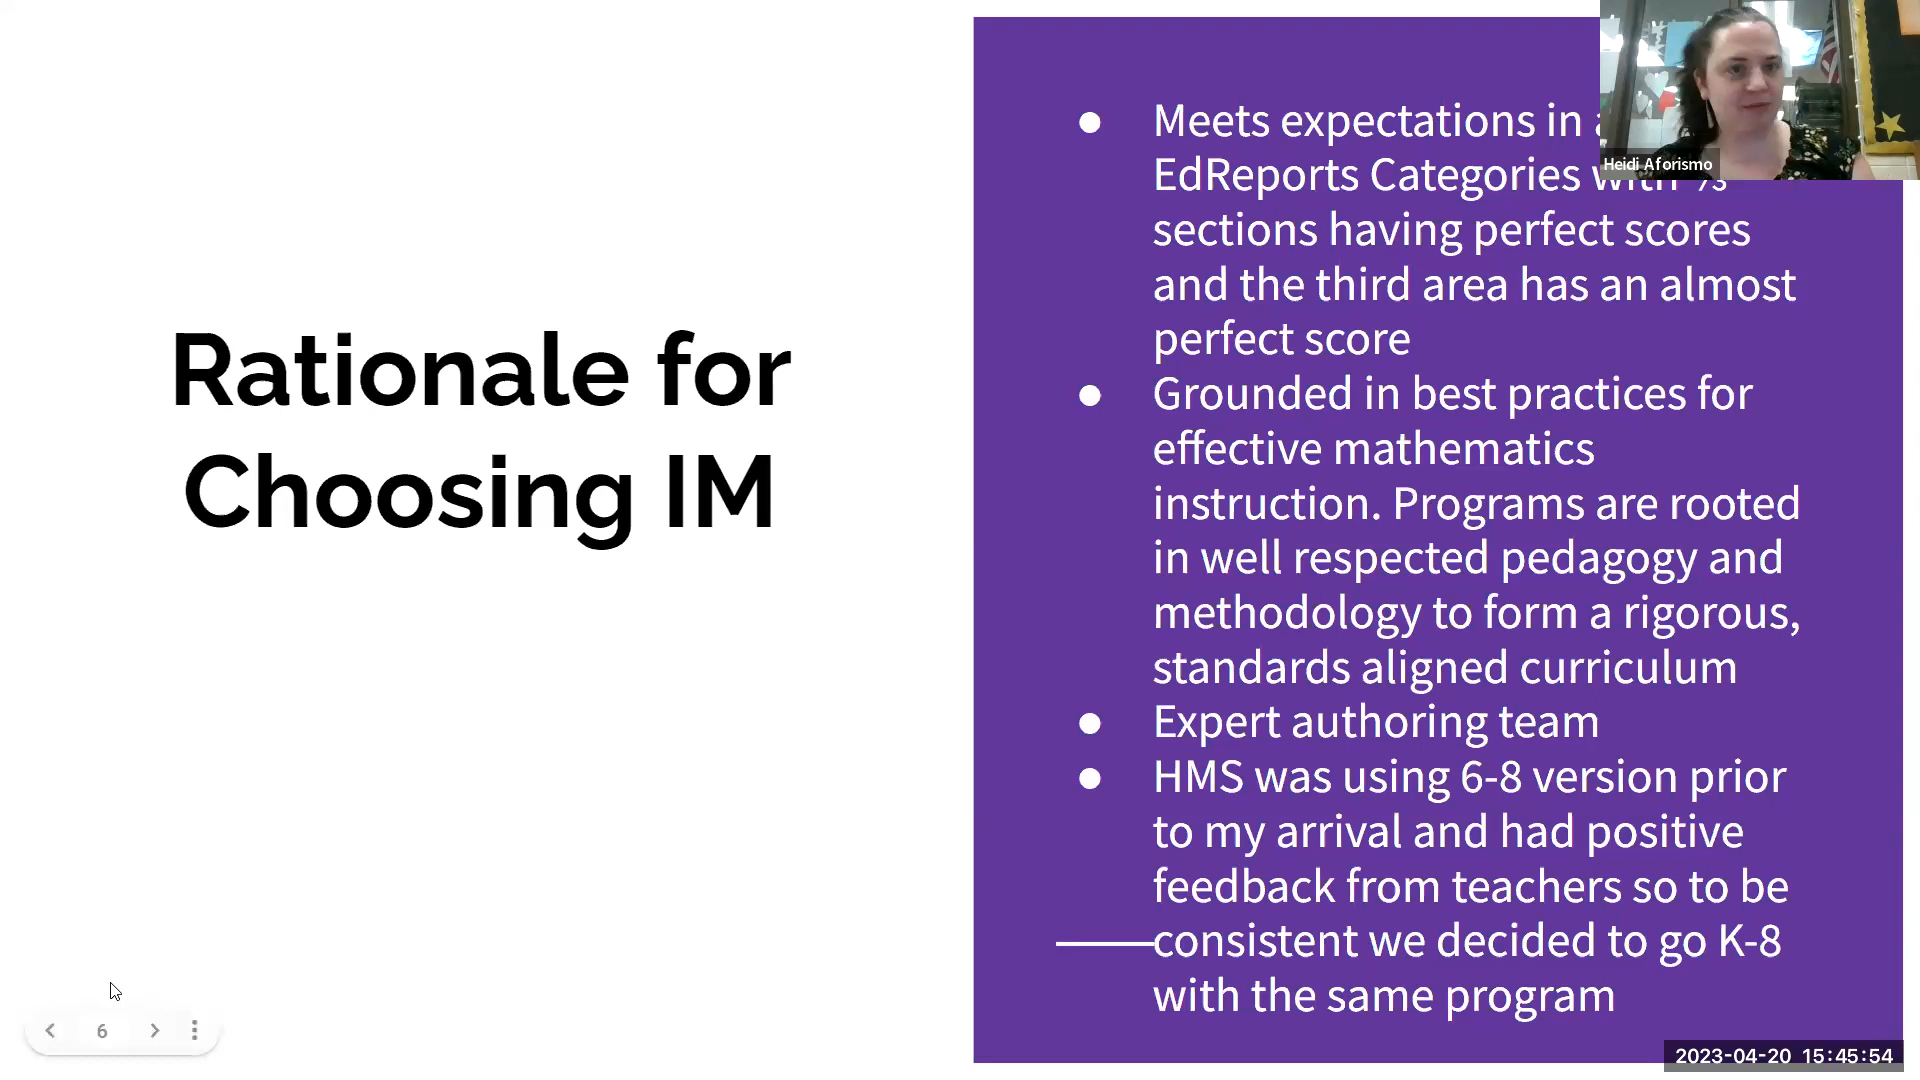 Rationale for
Choosing IM
● Meets expectations in
EdReports Categories with ⅔
sections having perfect scores
and the third area has an almost
perfect score
● Grounded in best practices for
effective mathematics
instruction. Programs are rooted
in well respected pedagogy and
methodology to form a rigorous,
standards aligned curriculum
● Expert authoring team
● HMS was using 6-8 version prior
to my arrival and had positive
feedback from teachers so to be
consistent we decided to go K-8
with the same program
Heidi Aforismo
6
2023-04-20 15:45:54